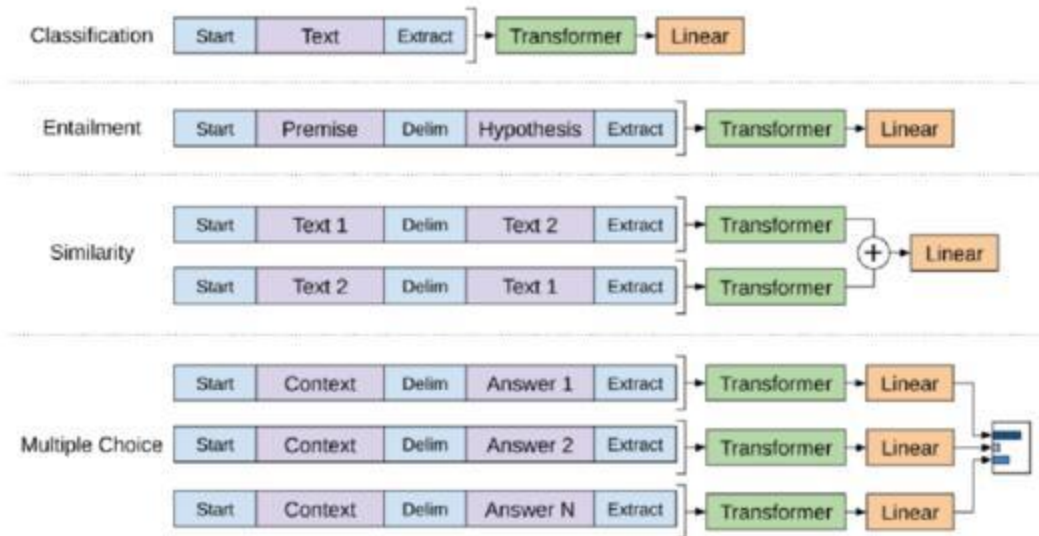 Classification Start Text Extract Transformer Linear
Entailment Start Premise Delim Hypothesis Extract Transformer Linear
Similarity
Start Text 1 Delim Text 2 Extract Transformer
+ Linear
Start Text 2 Delim Text 1 Extract Transformer
Multiple Choice
Start Context Delim Answer 1 Extract Transformer Linear
Start Context Delim Answer 2 Extract Transformer Linear
Start Context Delim Answer N Extract Transformer Linear